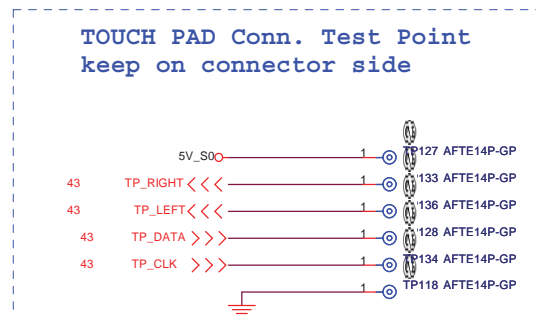 TOUCH PAD Conn. Test Point
keep on connector side
5V_S0 1 TP127 AFTE14P-GP
43 TP_RIGHT 1 133 AFTE14P-GP
43 TP_LEFT 1 136 AFTE14P-GP
43 TP_DATA 1 128 AFTE14P-GP
43 TP_CLK 1 TP134 AFTE14P-GP
1 TP118 AFTE14P-GP